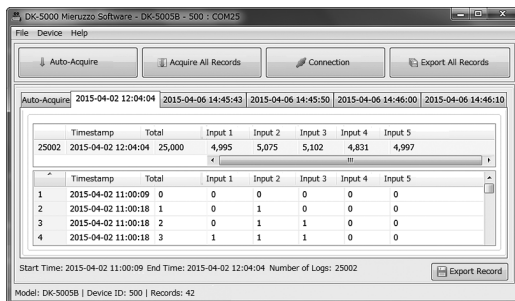 DK-5000 Mieruzzo Software - DK-5005B - 500 : COM25
File Device Help
Auto-Acquire Acquire All Records Connection Export All Records
Auto-Acquire 2015-04-02 12:04:04 2015-04-06 14:45:43 2015-04-06 14:45:50 2015-04-06 14:46:00 2015-04-06 14:46:10
Timestamp Total Input 1 Input 2 Input 3 Input 4 Input 5
25002 2015-04-02 12:04:04 25,000 4,995 5,075 5,102 4,831 4,997
Timestamp Total Input 1 Input 2 Input 3 Input 4 Input 5
1 2015-04-02 11:00:09 0 0 0 0 0 0
2 2015-04-02 11:00:18 1 0 1 0 0 0
3 2015-04-02 11:00:18 2 0 1 1 0 0
4 2015-04-02 11:00:18 3 1 1 1 0 0
Start Time: 2015-04-02 11:00:09 End Time: 2015-04-02 12:04:04 Number of Logs: 25002
Export Record
Model: DK-5005B | Device ID: 500 | Records: 42